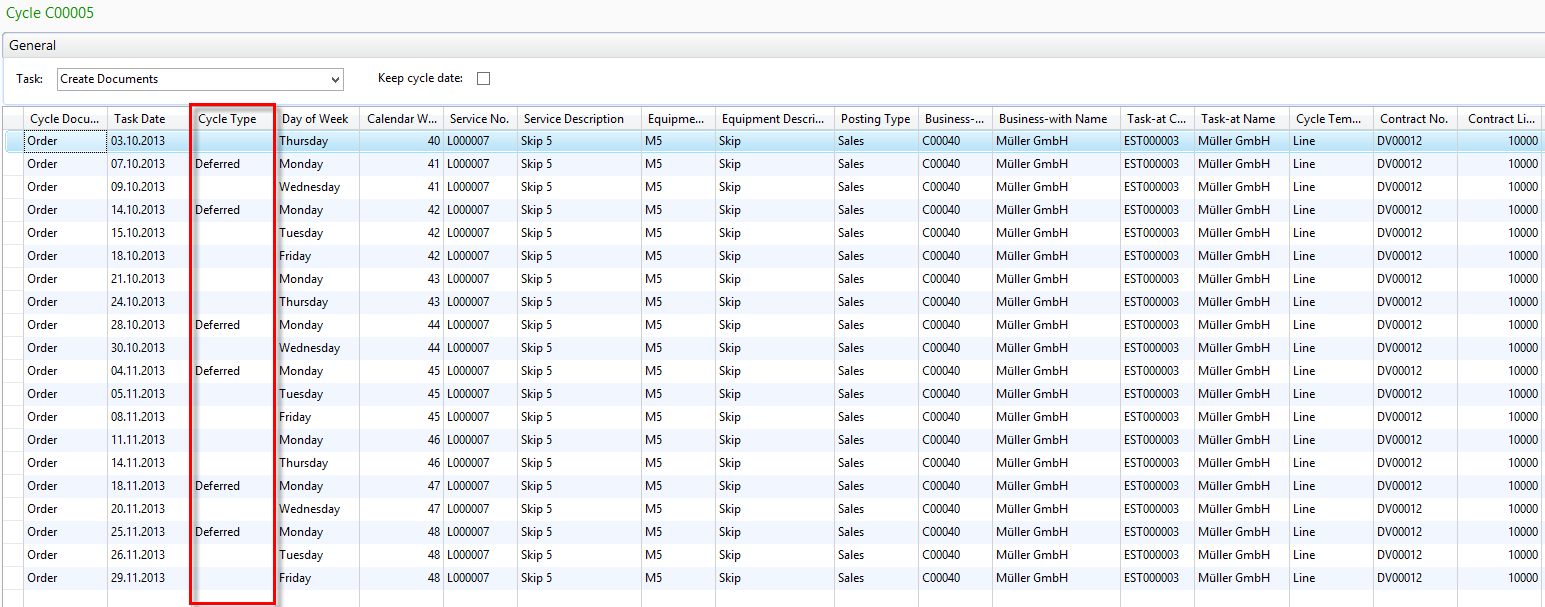 Cycle C00005
General
Task: Create Documents Keep cycle date:
Cycle Docu... Task Date Cycle Type Day of Week Calendar W... Service No. Service Description Equipme... Equipment Descri... Posting Type Business-... Business-with Name Task-at C... Task-at Name Cycle Tem... Contract No. Contract Li...
Order 03.10.2013 Thursday 40 L000007 Skip 5 M5 Skip Sales C00040 Müller GmbH EST000003 Müller GmbH Line DV00012 10000
Order 07.10.2013 Deferred Monday 41 L000007 Skip 5 M5 Skip Sales C00040 Müller GmbH EST000003 Müller GmbH Line DV00012 10000
Order 09.10.2013 Wednesday 41 L000007 Skip 5 M5 Skip Sales C00040 Müller GmbH EST000003 Müller GmbH Line DV00012 10000
Order 14.10.2013 Deferred Monday 42 L000007 Skip 5 M5 Skip Sales C00040 Müller GmbH EST000003 Müller GmbH Line DV00012 10000
Order 15.10.2013 Tuesday 42 L000007 Skip 5 M5 Skip Sales C00040 Müller GmbH EST000003 Müller GmbH Line DV00012 10000
Order 18.10.2013 Friday 42 L000007 Skip 5 M5 Skip Sales C00040 Müller GmbH EST000003 Müller GmbH Line DV00012 10000
Order 21.10.2013 Monday 43 L000007 Skip 5 M5 Skip Sales C00040 Müller GmbH EST000003 Müller GmbH Line DV00012 10000
Order 24.10.2013 Thursday 43 L000007 Skip 5 M5 Skip Sales C00040 Müller GmbH EST000003 Müller GmbH Line DV00012 10000
Order 28.10.2013 Deferred Monday 44 L000007 Skip 5 M5 Skip Sales C00040 Müller GmbH EST000003 Müller GmbH Line DV00012 10000
Order 30.10.2013 Wednesday 44 L000007 Skip 5 M5 Skip Sales C00040 Müller GmbH EST000003 Müller GmbH Line DV00012 10000
Order 04.11.2013 Deferred Monday 45 L000007 Skip 5 M5 Skip Sales C00040 Müller GmbH EST000003 Müller GmbH Line DV00012 10000
Order 05.11.2013 Tuesday 45 L000007 Skip 5 M5 Skip Sales C00040 Müller GmbH EST000003 Müller GmbH Line DV00012 10000
Order 08.11.2013 Friday 45 L000007 Skip 5 M5 Skip Sales C00040 Müller GmbH EST000003 Müller GmbH Line DV00012 10000
Order 11.11.2013 Monday 46 L000007 Skip 5 M5 Skip Sales C00040 Müller GmbH EST000003 Müller GmbH Line DV00012 10000
Order 14.11.2013 Thursday 46 L000007 Skip 5 M5 Skip Sales C00040 Müller GmbH EST000003 Müller GmbH Line DV00012 10000
Order 18.11.2013 Deferred Monday 47 L000007 Skip 5 M5 Skip Sales C00040 Müller GmbH EST000003 Müller GmbH Line DV00012 10000
Order 20.11.2013 Wednesday 47 L000007 Skip 5 M5 Skip Sales C00040 Müller GmbH EST000003 Müller GmbH Line DV00012 10000
Order 25.11.2013 Deferred Monday 48 L000007 Skip 5 M5 Skip Sales C00040 Müller GmbH EST000003 Müller GmbH Line DV00012 10000
Order 26.11.2013 Tuesday 48 L000007 Skip 5 M5 Skip Sales C00040 Müller GmbH EST000003 Müller GmbH Line DV00012 10000
Order 29.11.2013 Friday 48 L000007 Skip 5 M5 Skip Sales C00040 Müller GmbH EST000003 Müller GmbH Line DV00012 10000